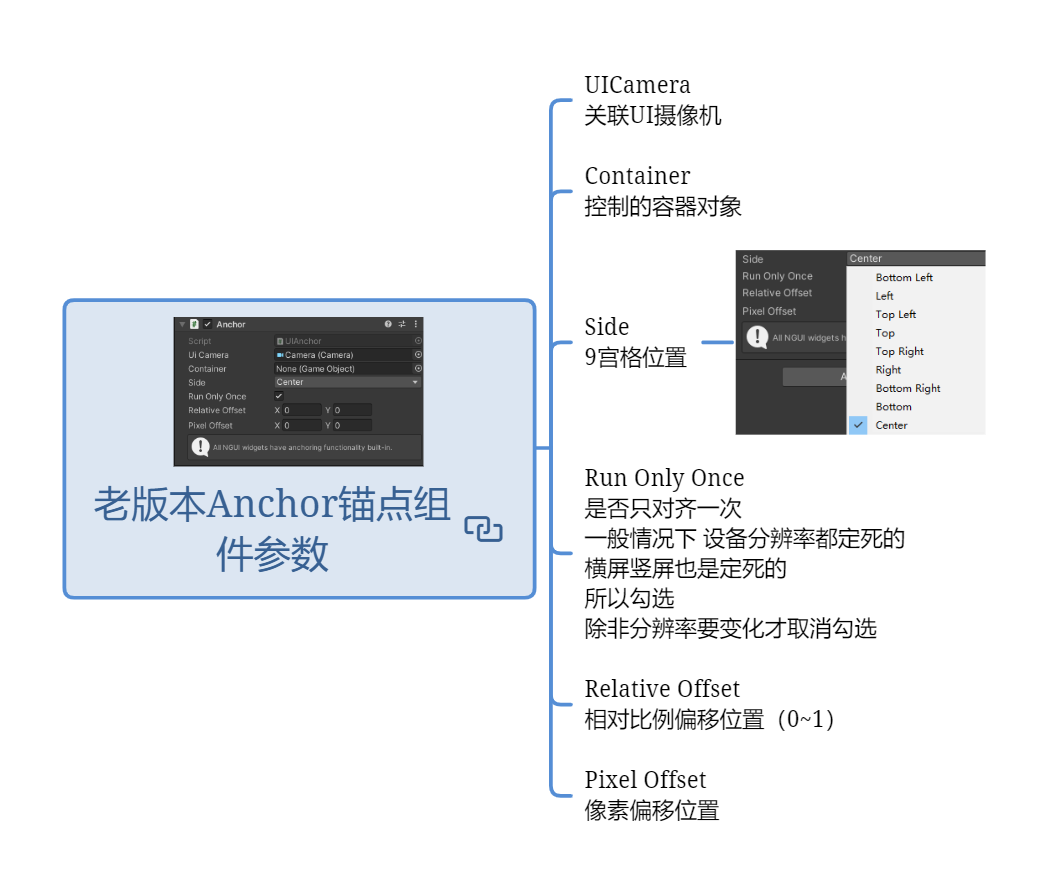 UICamera
关联UI摄像机
Container
控制的容器对象
Side
9宫格位置
Side Center
Run Only Once
Relative Offset
Pixel Offset
All NGUI widgets h
A
Bottom Left
Left
Top Left
Top
Top Right
Right
Bottom Right
Bottom
Center
Anchor
Script UIAnchor
Ui Camera Camera (Camera)
Container None (Game Object)
Side Center
Run Only Once
Relative Offset X 0 Y 0
Pixel Offset X 0 Y 0
All NGUI widgets have anchoring functionality built-in.
老版本Anchor锚点组
件参数
Run Only Once
是否只对齐一次
一般情况下 设备分辨率都定死的
横屏竖屏也是定死的
所以勾选
除非分辨率要变化才取消勾选
Relative Offset
相对比例偏移位置（0~1）
Pixel Offset
像素偏移位置